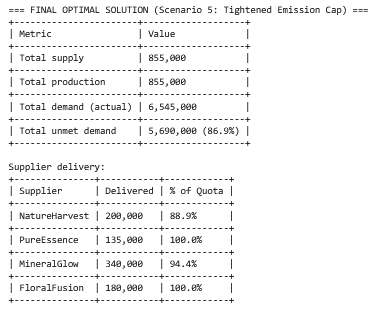 === FINAL OPTIMAL SOLUTION (Scenario 5: Tightened Emission Cap) ===
+---------------------+-------------------+
| Metric | Value |
+---------------------+-------------------+
| Total supply | 855,000 |
+---------------------+-------------------+
| Total production | 855,000 |
+---------------------+-------------------+
| Total demand (actual) | 6,545,000 |
+---------------------+-------------------+
| Total unmet demand | 5,690,000 (86.9%) |
+---------------------+-------------------+
Supplier delivery:
+---------------+-----------+------------+
| Supplier | Delivered | % of Quota |
+---------------+-----------+------------+
| NatureHarvest | 200,000 | 88.9% |
+---------------+-----------+------------+
| PureEssence | 135,000 | 100.0% |
+---------------+-----------+------------+
| MineralGlow | 340,000 | 94.4% |
+---------------+-----------+------------+
| FloralFusion | 180,000 | 100.0% |
+---------------+-----------+------------+